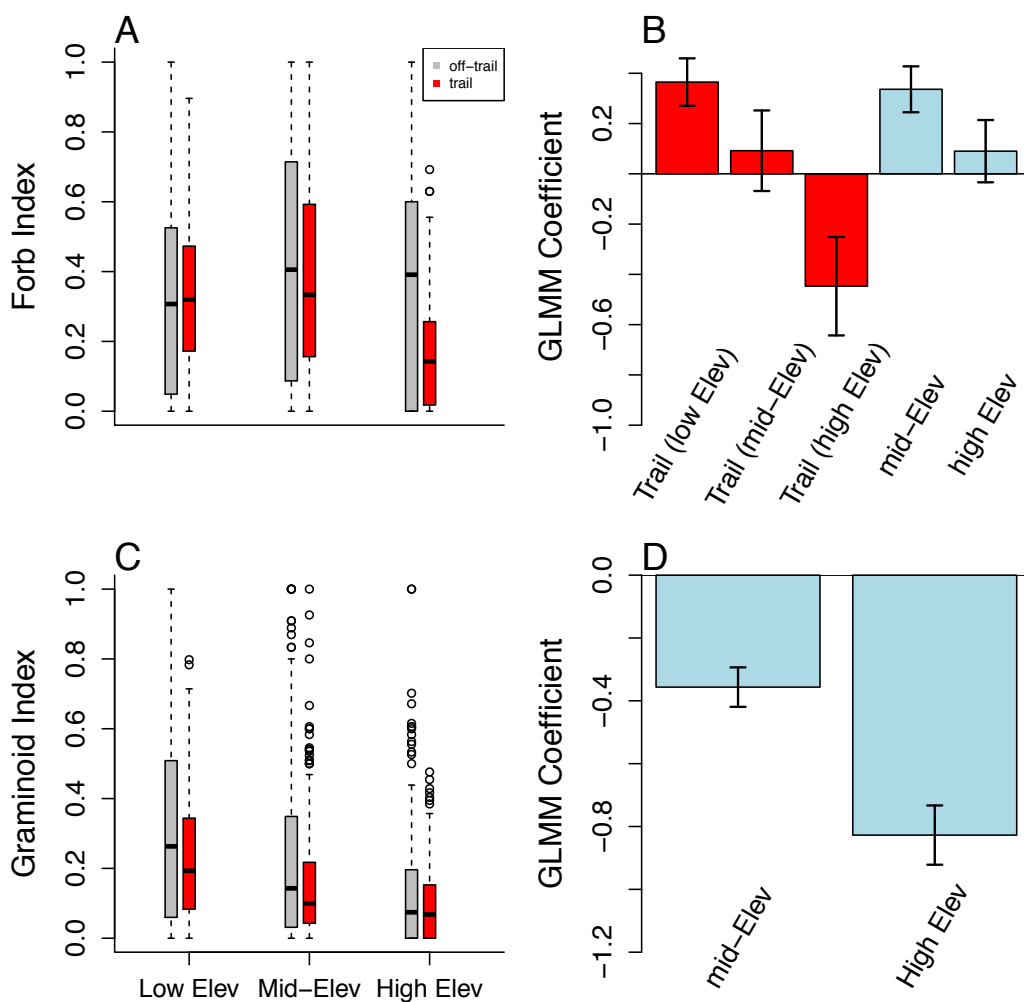 A
Forb Index
0.0 0.2 0.4 0.6 0.8 1.0
off−trail
trail
B
GLMM Coefficient
−1.0 −0.6 −0.2 0.2
Trail (low Elev)
Trail (mid−Elev)
Trail (high Elev)
mid−Elev
high Elev
C
Graminoid Index
0.0 0.2 0.4 0.6 0.8 1.0
Low Elev Mid−Elev High Elev
D
GLMM Coefficient
−1.2 −0.8 −0.4 0.0
mid−Elev
High Elev